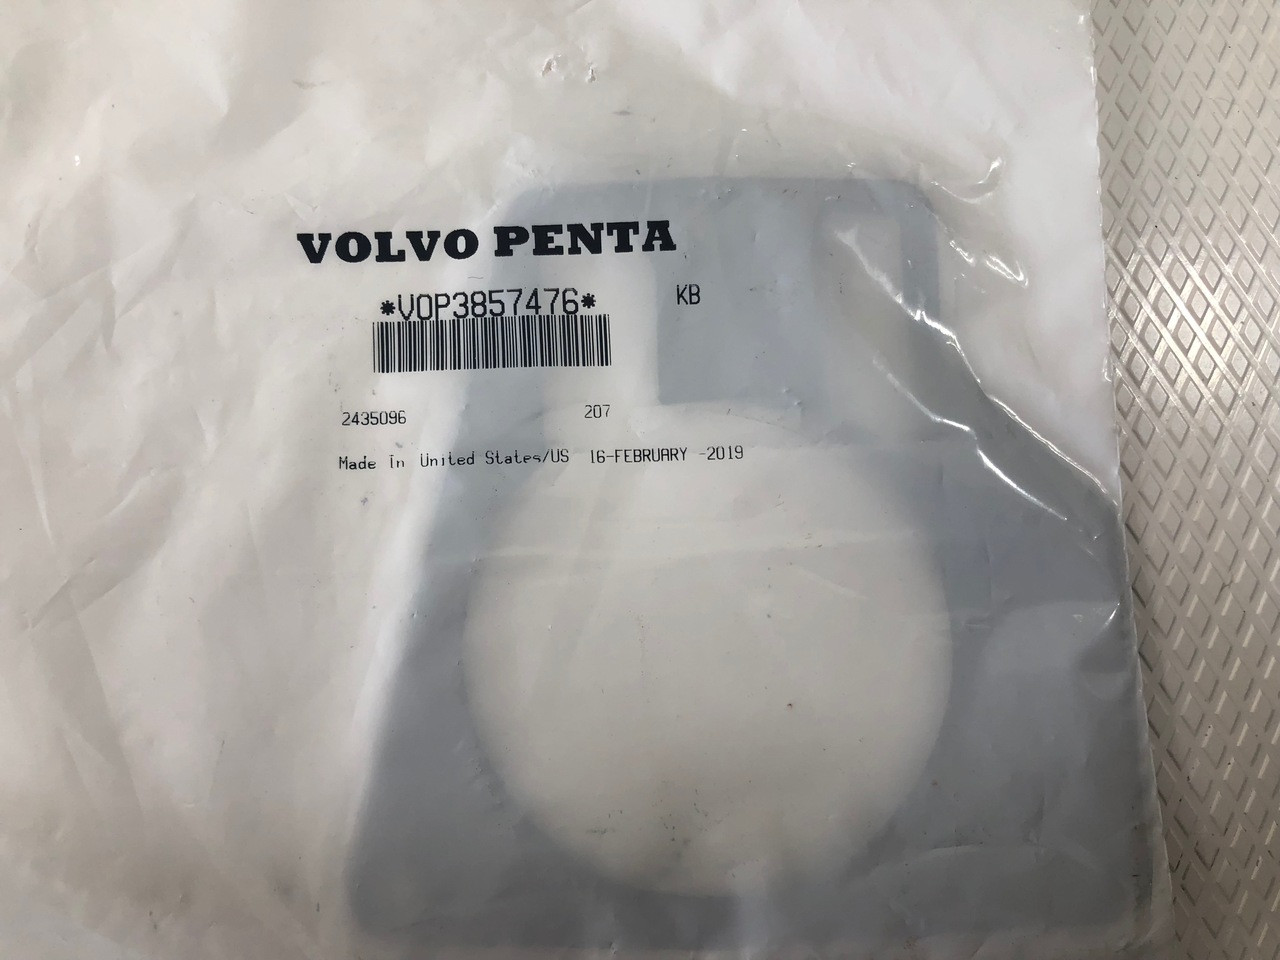 VOLVO PENTA
*VOP3857476* KB
2435096 207
Made In United States/US 16-FEBRUARY -2019